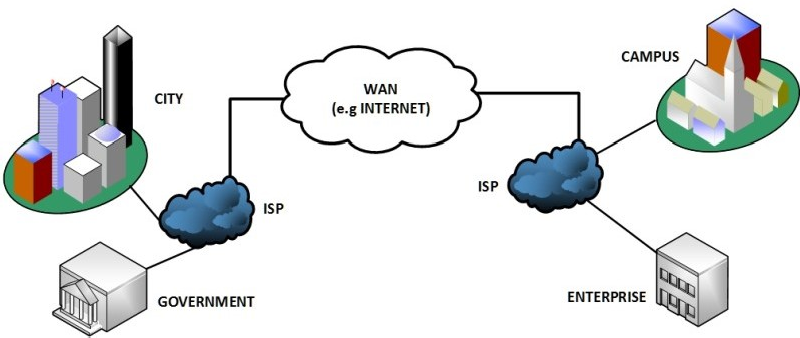 CITY
WAN
(e.g INTERNET)
CAMPUS
ISP
ISP
GOVERNMENT
ENTERPRISE